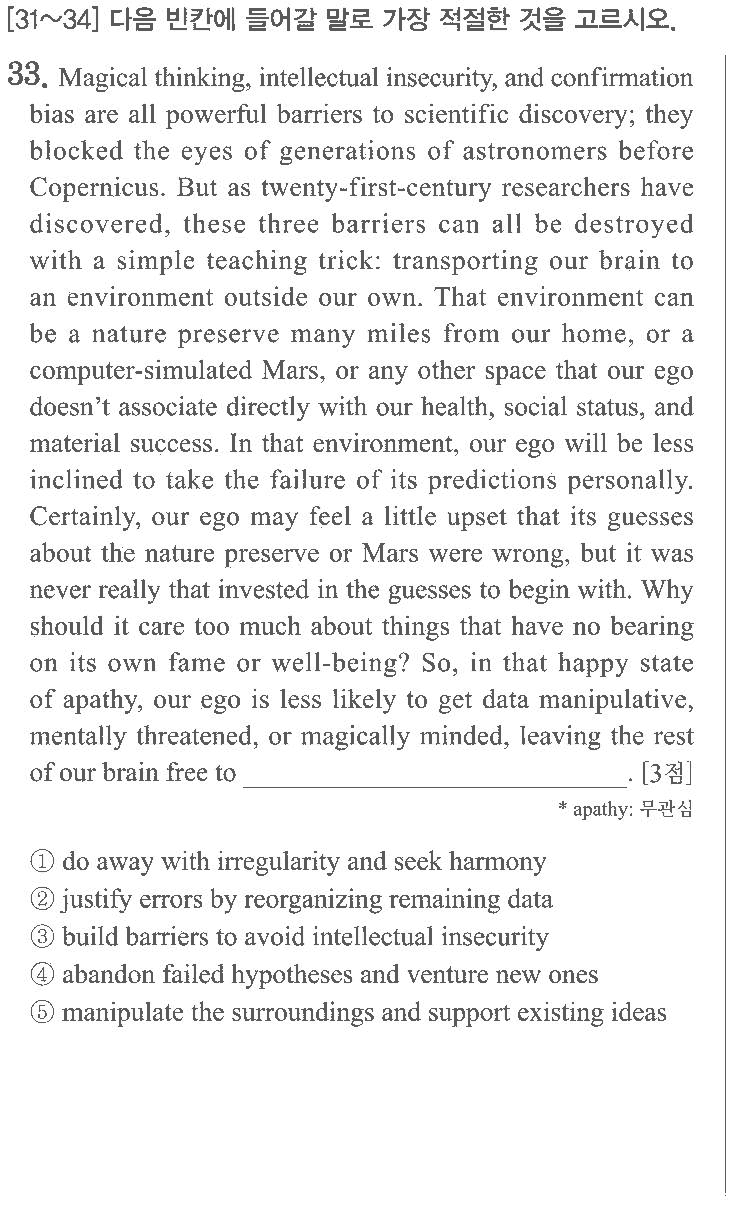 [31~34] 다음 빈칸에 들어갈 말로 가장 적절한 것을 고르시오.
33. Magical thinking, intellectual insecurity, and confirmation
bias are all powerful barriers to scientific discovery; they
blocked the eyes of generations of astronomers before
Copernicus. But as twenty-first-century researchers have
discovered, these three barriers can all be destroyed
with a simple teaching trick: transporting our brain to
an environment outside our own. That environment can
be a nature preserve many miles from our home, or a
computer-simulated Mars, or any other space that our ego
doesn't associate directly with our health, social status, and
material success. In that environment, our ego will be less
inclined to take the failure of its predictions personally.
Certainly, our ego may feel a little upset that its guesses
about the nature preserve or Mars were wrong, but it was
never really that invested in the guesses to begin with. Why
should it care too much about things that have no bearing
on its own fame or well-being? So, in that happy state
of apathy, our ego is less likely to get data manipulative,
mentally threatened, or magically minded, leaving the rest
of our brain free to ____________________. [3점]
* apathy: 무관심
① do away with irregularity and seek harmony
② justify errors by reorganizing remaining data
③ build barriers to avoid intellectual insecurity
④ abandon failed hypotheses and venture new ones
⑤ manipulate the surroundings and support existing ideas